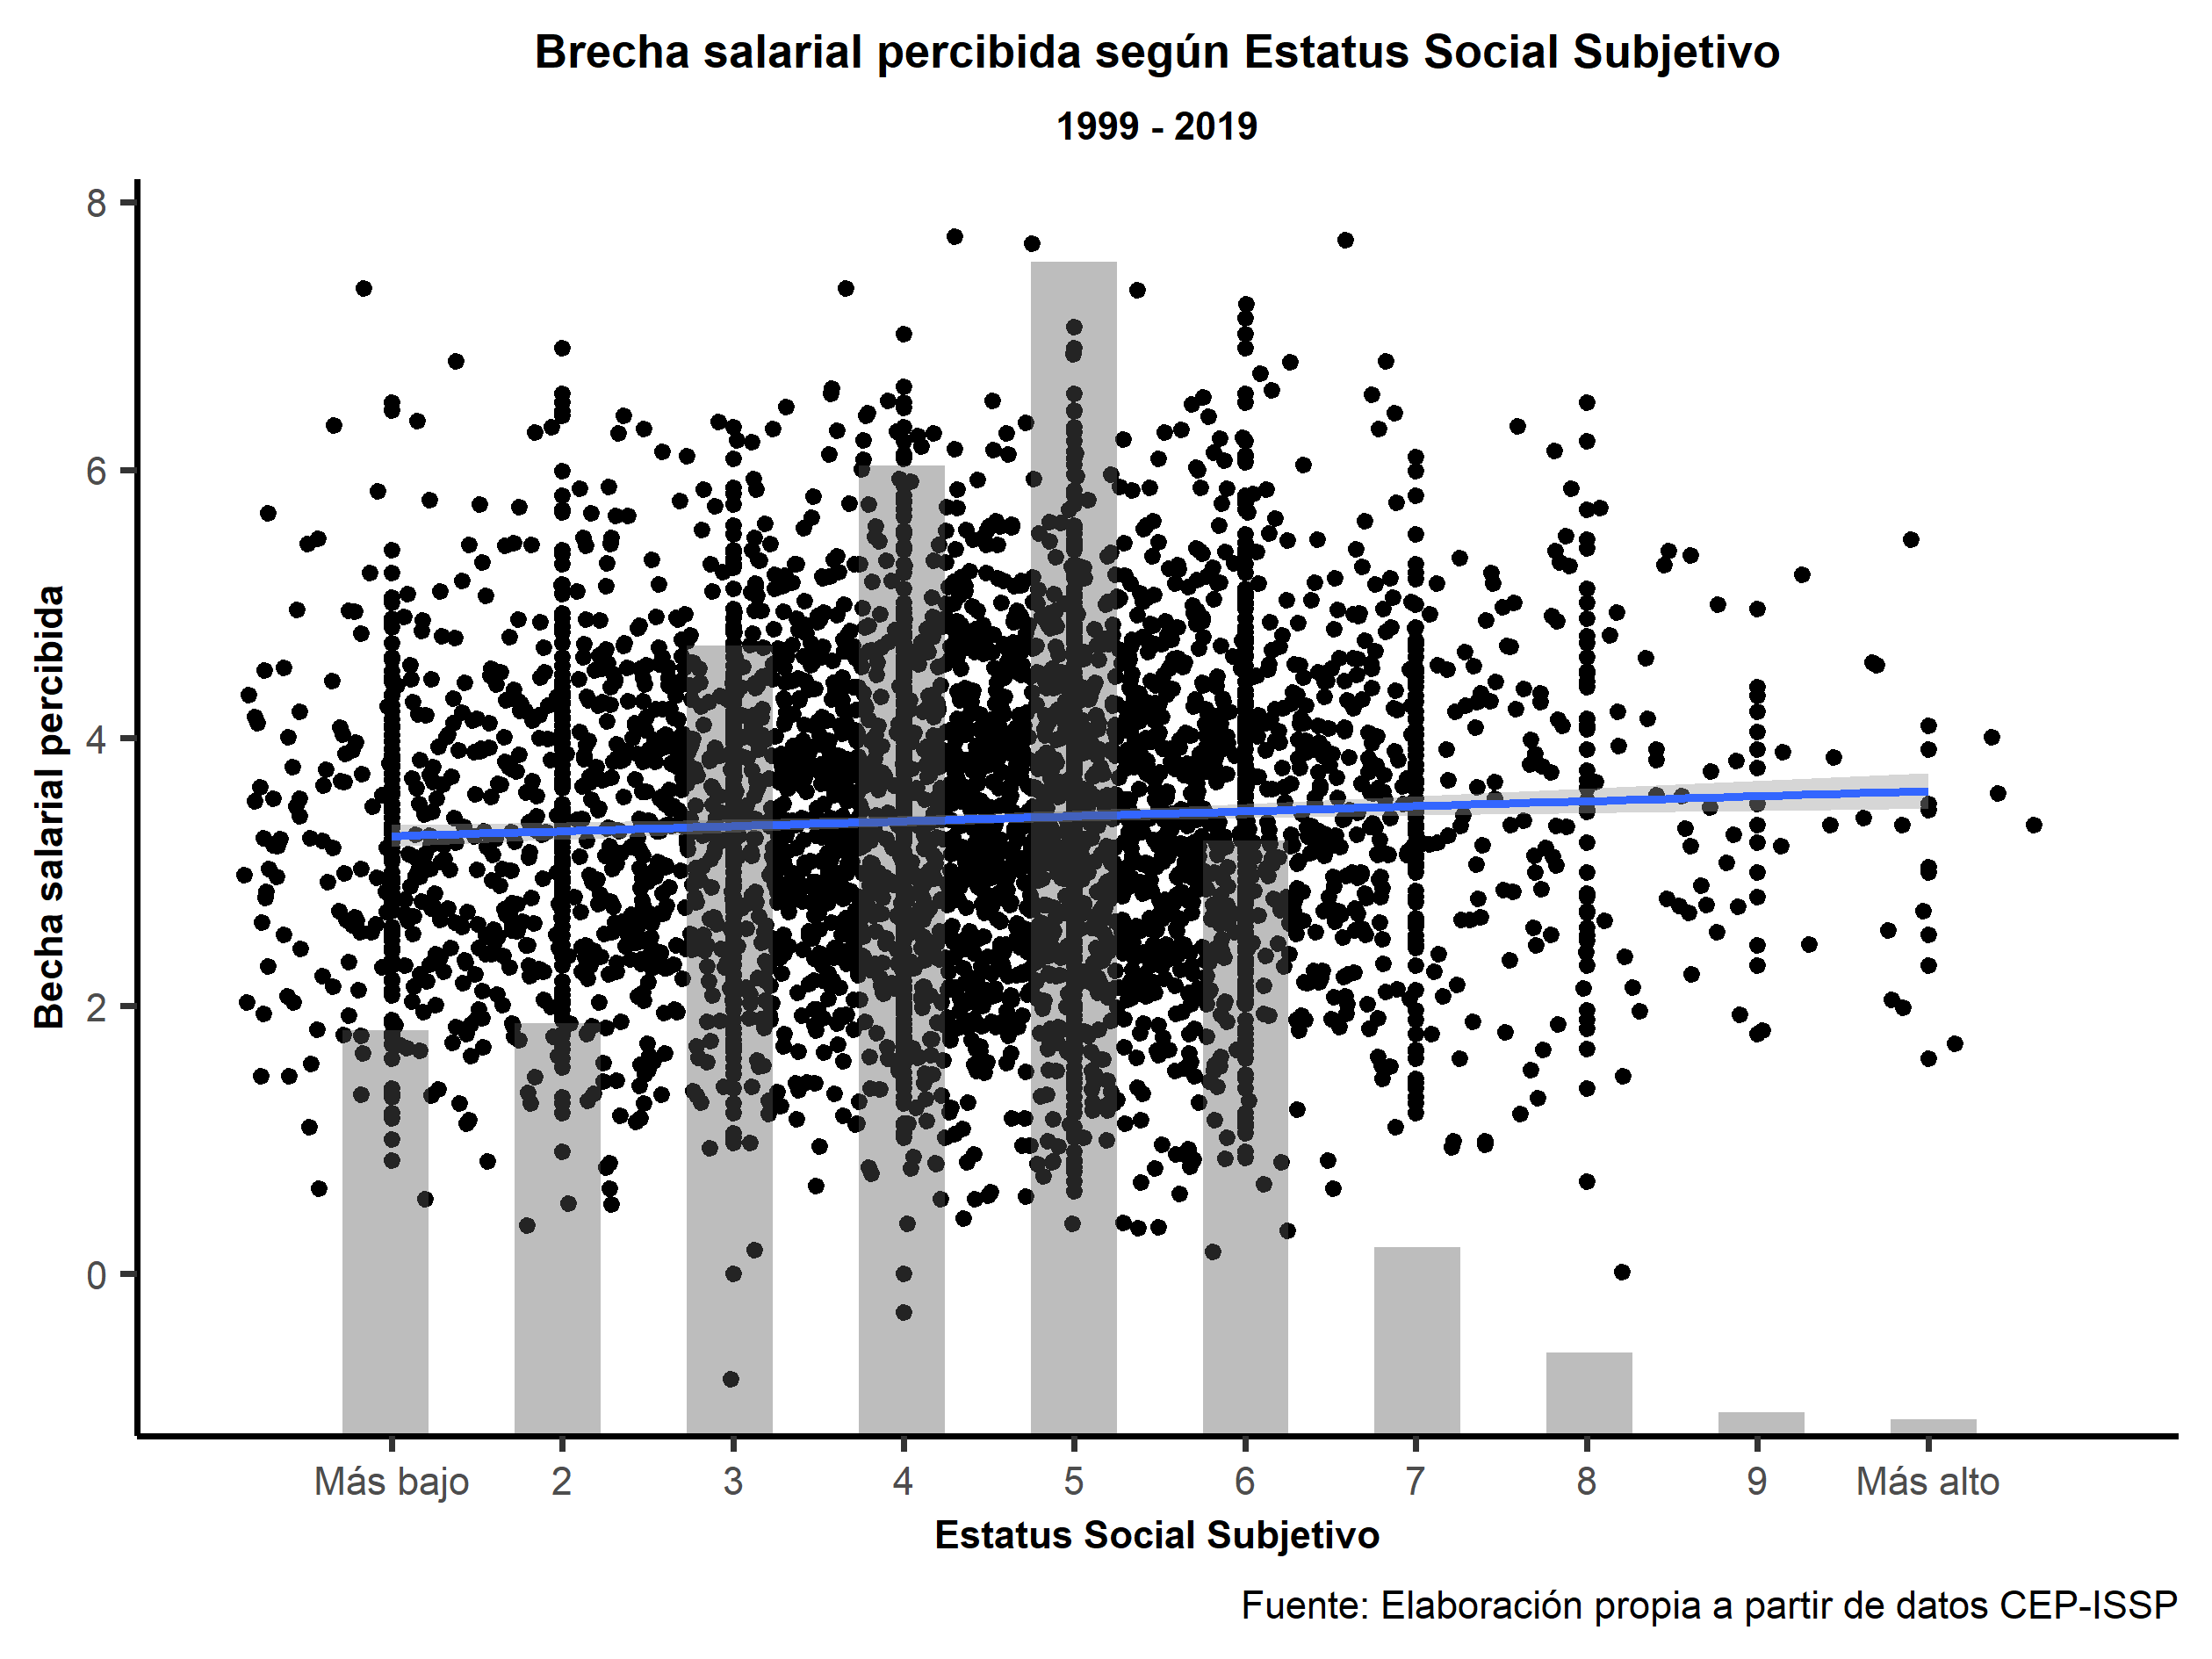 Brecha salarial percibida según Estatus Social Subjetivo
1999 - 2019
Becha salarial percibida
8
6
4
2
0
Más bajo 2 3 4 5 6 7 8 9 Más alto
Estatus Social Subjetivo
Fuente: Elaboración propia a partir de datos CEP-ISSP